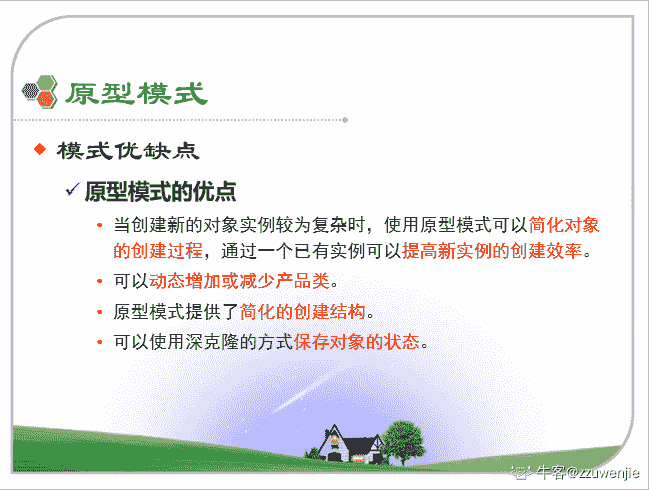 原型模式
模式优缺点
原型模式的优点
当创建新的对象实例较为复杂时，使用原型模式可以简化对象
的创建过程，通过一个已有实例可以提高新实例的创建效率。
可以动态增加或减少产品类。
原型模式提供了简化的创建结构。
可以使用深克隆的方式保存对象的状态。
牛客@zzuwenjie